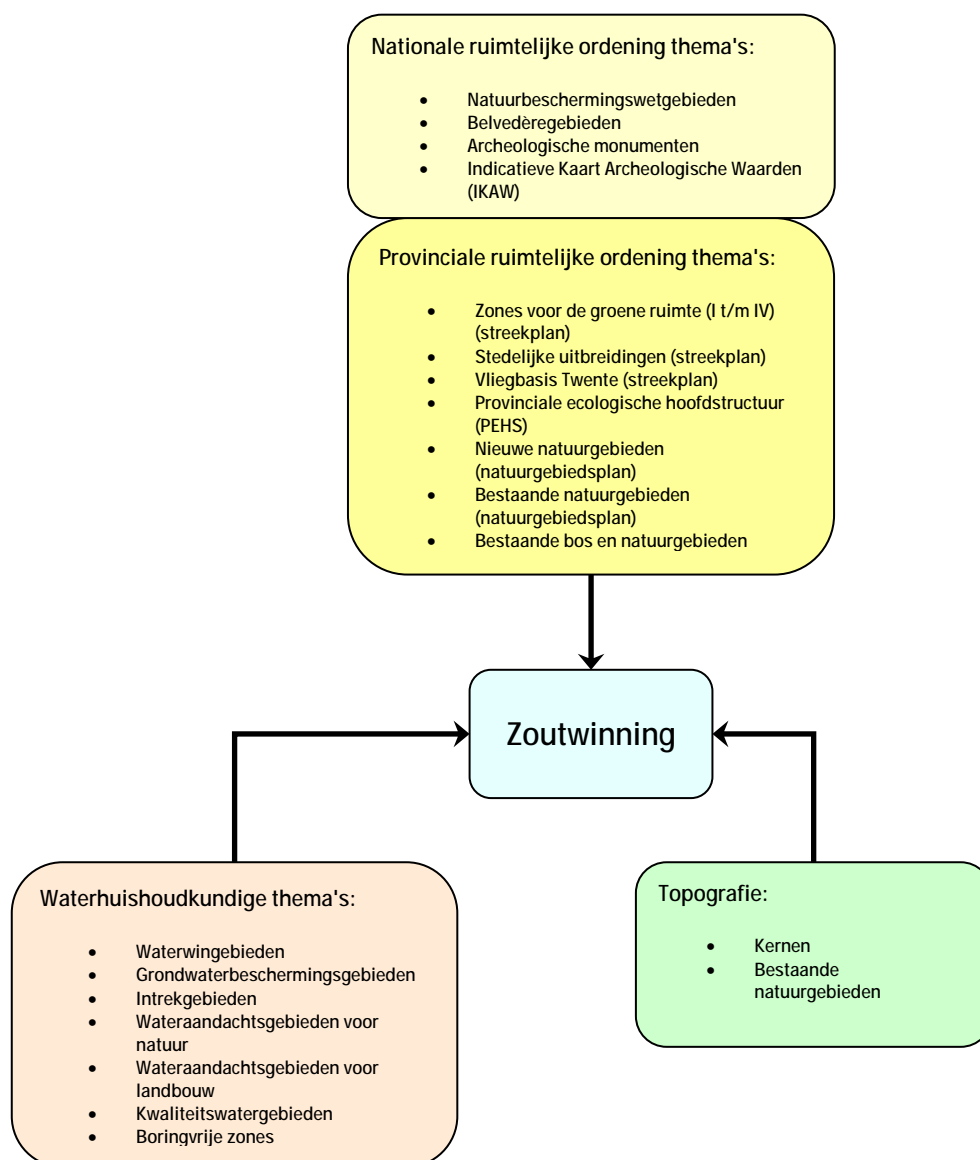 Nationale ruimtelijke ordening thema's:
• Natuurbeschermingswetgebieden
• Belvedèregebieden
• Archeologische monumenten
• Indicatieve Kaart Archeologische Waarden
(IKAW)
Provinciale ruimtelijke ordening thema's:
• Zones voor de groene ruimte (I t/m IV)
(streekplan)
• Stedelijke uitbreidingen (streekplan)
• Vliegbasis Twente (streekplan)
• Provinciale ecologische hoofdstructuur
(PEHS)
• Nieuwe natuurgebieden
(natuurgebiedsplan)
• Bestaande natuurgebieden
(natuurgebiedsplan)
• Bestaande bos en natuurgebieden
Zoutwinning
Waterhuishoudkundige thema's:
• Waterwingebieden
• Grondwaterbeschermingsgebieden
• Intrekgebieden
• Wateraandachtsgebieden voor
natuur
• Wateraandachtsgebieden voor
landbouw
• Kwaliteitswatergebieden
• Boringvrije zones
Topografie:
• Kernen
• Bestaande
natuurgebieden